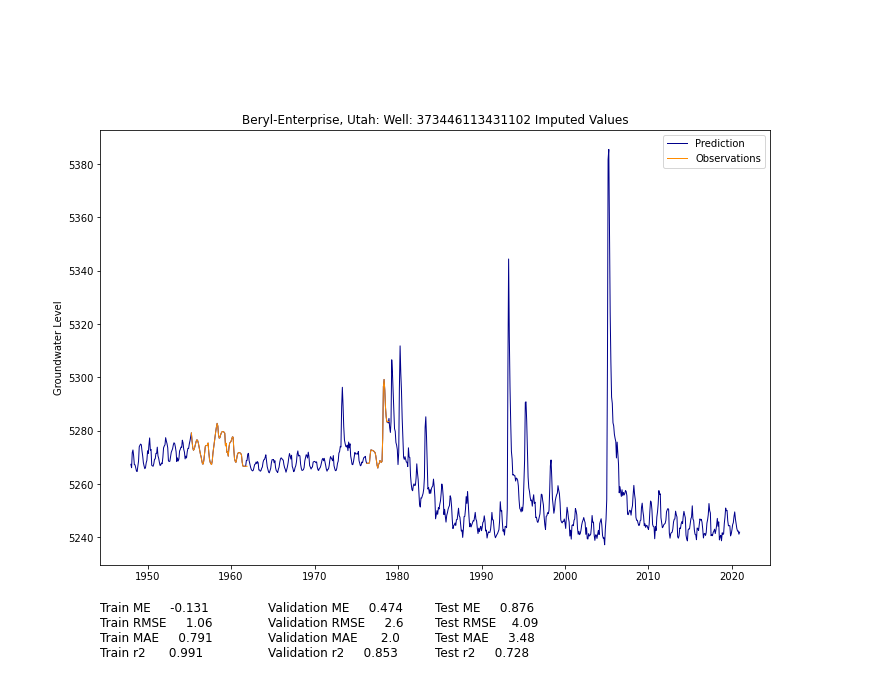 Beryl-Enterprise, Utah: Well: 373446113431102 Imputed Values
Prediction
Observations
Groundwater Level
5380
5360
5340
5320
5300
5280
5260
5240
1950 1960 1970 1980 1990 2000 2010 2020
Train ME -0.131 Validation ME 0.474 Test ME 0.876
Train RMSE 1.06 Validation RMSE 2.6 Test RMSE 4.09
Train MAE 0.791 Validation MAE 2.0 Test MAE 3.48
Train r2 0.991 Validation r2 0.853 Test r2 0.728